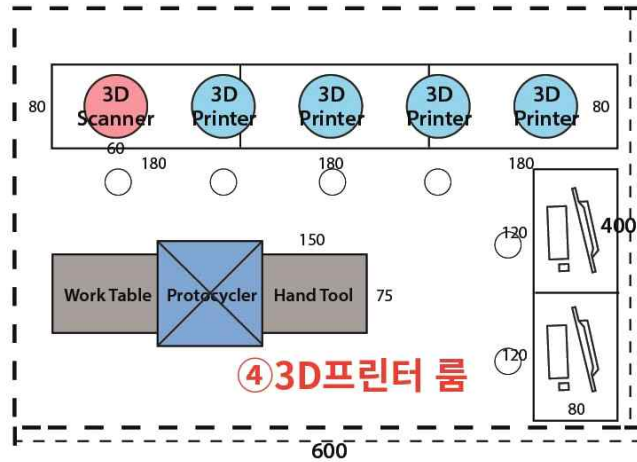 3D
Scanner
3D
Printer
3D
Printer
3D
Printer
3D
Printer
80
80
60
180
180
180
120
400
150
Work Table
Protocycler
Hand Tool
75
120
④3D프린터 룸
80
600